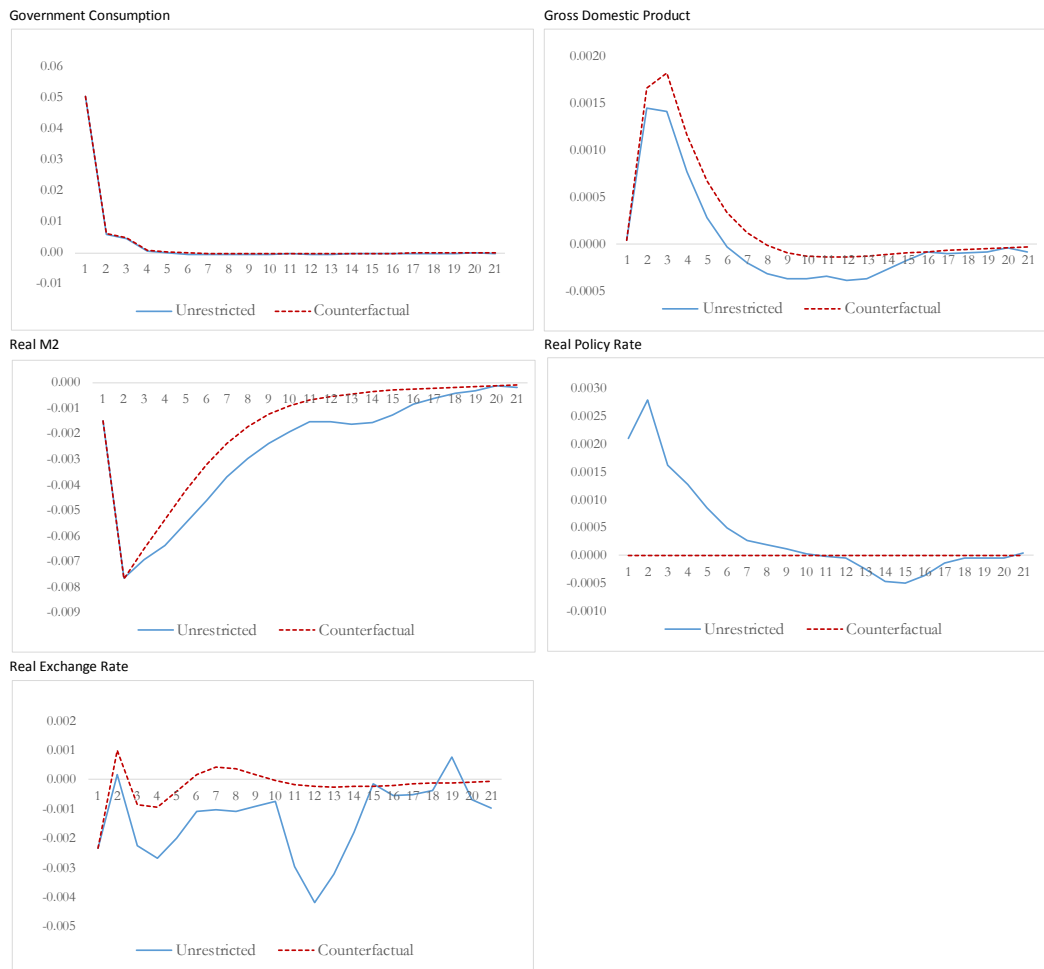 Government Consumption
0.06
0.05
0.04
0.03
0.02
0.01
0.00
-0.01
1 2 3 4 5 6 7 8 9 10 11 12 13 14 15 16 17 18 19 20 21
Unrestricted Counterfactual
Gross Domestic Product
0.0020
0.0015
0.0010
0.0005
0.0000
-0.0005
1 2 3 4 5 6 7 8 9 10 11 12 13 14 15 16 17 18 19 20 21
Unrestricted Counterfactual
Real M2
0.000
-0.001
-0.002
-0.003
-0.004
-0.005
-0.006
-0.007
-0.008
-0.009
1 2 3 4 5 6 7 8 9 10 11 12 13 14 15 16 17 18 19 20 21
Unrestricted Counterfactual
Real Policy Rate
0.0030
0.0025
0.0020
0.0015
0.0010
0.0005
0.0000
-0.0005
-0.0010
1 2 3 4 5 6 7 8 9 10 11 12 13 14 15 16 17 18 19 20 21
Unrestricted Counterfactual
Real Exchange Rate
0.002
0.001
0.000
-0.001
-0.002
-0.003
-0.004
-0.005
1 2 3 4 5 6 7 8 9 10 11 12 13 14 15 16 17 18 19 20 21
Unrestricted Counterfactual